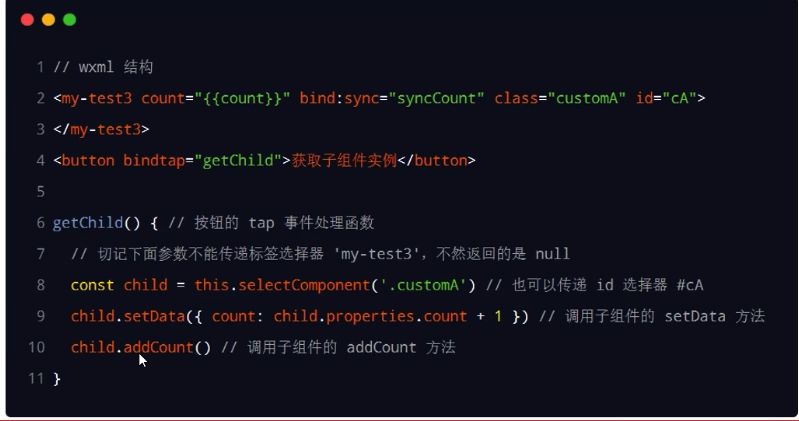 1 // wxml 结构
2 <my-test3 count="{{count}}" bind:sync="syncCount" class="customA" id="cA">
3 </my-test3>
4 <button bindtap="getChild">获取子组件实例</button>
5
6 getChild() { // 按钮的 tap 事件处理函数
7 // 切记下面参数不能传递标签选择器 'my-test3'，不然返回的是 null
8 const child = this.selectComponent('.customA') // 也可以传递 id 选择器 #cA
9 child.setData({ count: child.properties.count + 1 }) // 调用子组件的 setData 方法
10 child.addCount() // 调用子组件的 addCount 方法
11 }